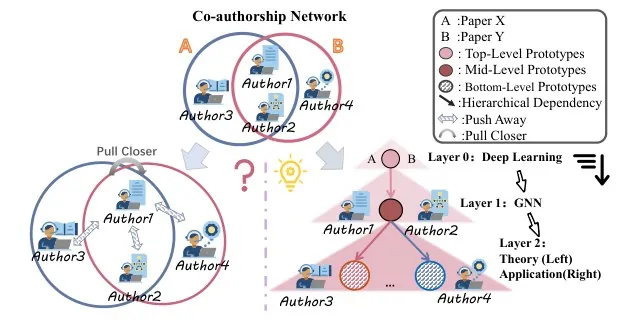 Co-authorship Network
A
B
Author1
Author3
Author4
Author2
A :Paper X
B :Paper Y
: Top-Level Prototypes
: Mid-Level Prototypes
: Bottom-Level Prototypes
:Hierarchical Dependency
:Push Away
:Pull Closer
Pull Closer
?
Author1
Author3
Author4
Author2
A B
Layer 0: Deep Learning
Author1
Author2
Layer 1: GNN
Layer 2:
Theory (Left)
Application(Right)
Author3
...
Author4